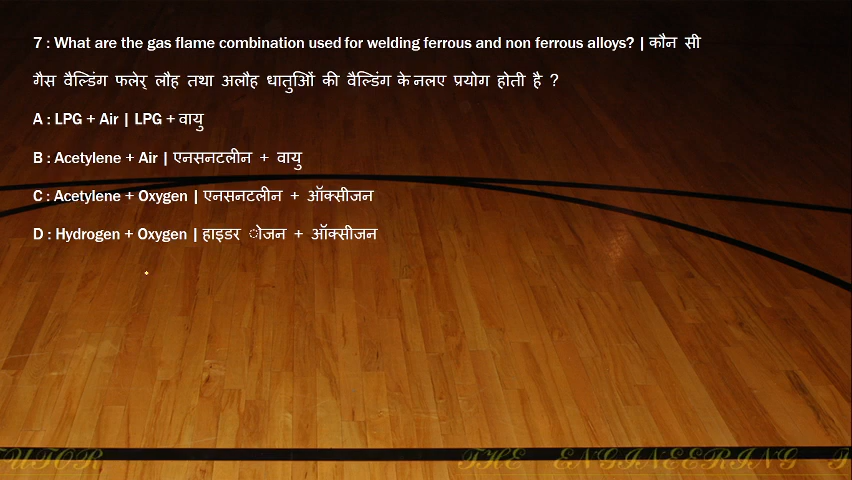 7 : What are the gas flame combination used for welding ferrous and non ferrous alloys? | कौन सी
गैस वैल्डिंग फलेर् लौह तथा अलौह धातुओिं की वैल्डिंग के नलए प्रयोग होती है ?
A : LPG + Air | LPG + वायु
B : Acetylene + Air | एनसनटलीन + वायु
C : Acetylene + Oxygen | एनसनटलीन + ऑक्सीजन
D : Hydrogen + Oxygen | हाइडर ोजन + ऑक्सीजन
UTOR THE ENGINEERING T